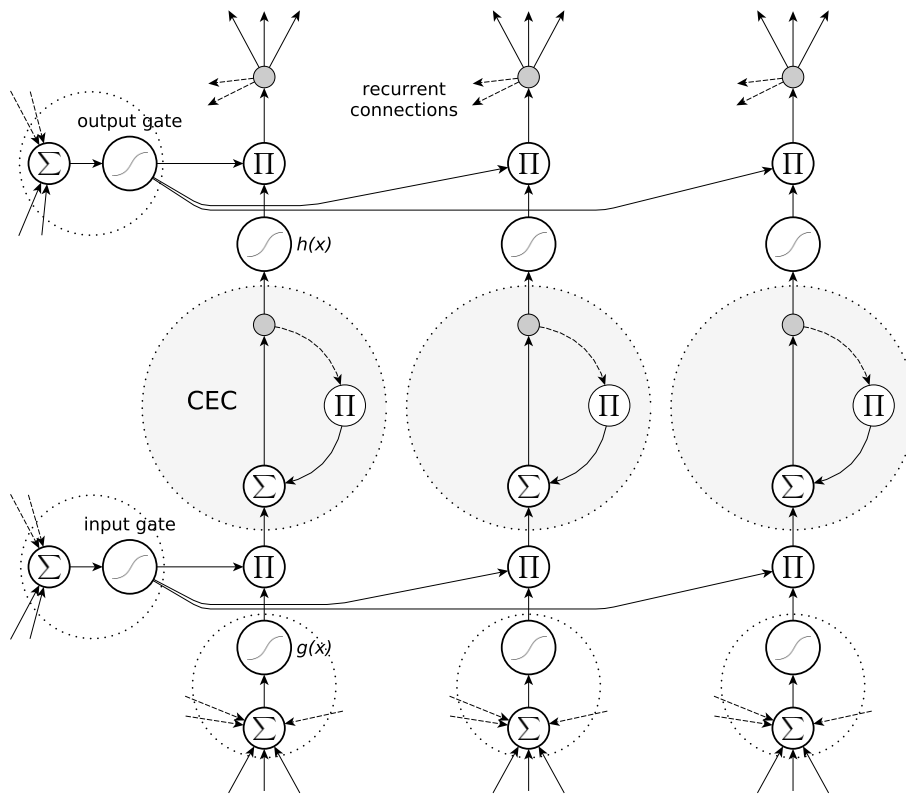 recurrent
connections
output gate
Σ
Π
Π
Π
h(x)
CEC
Π
Π
Π
Σ
Σ
Σ
input gate
Σ
Π
Π
Π
g(x)
Σ
Σ
Σ